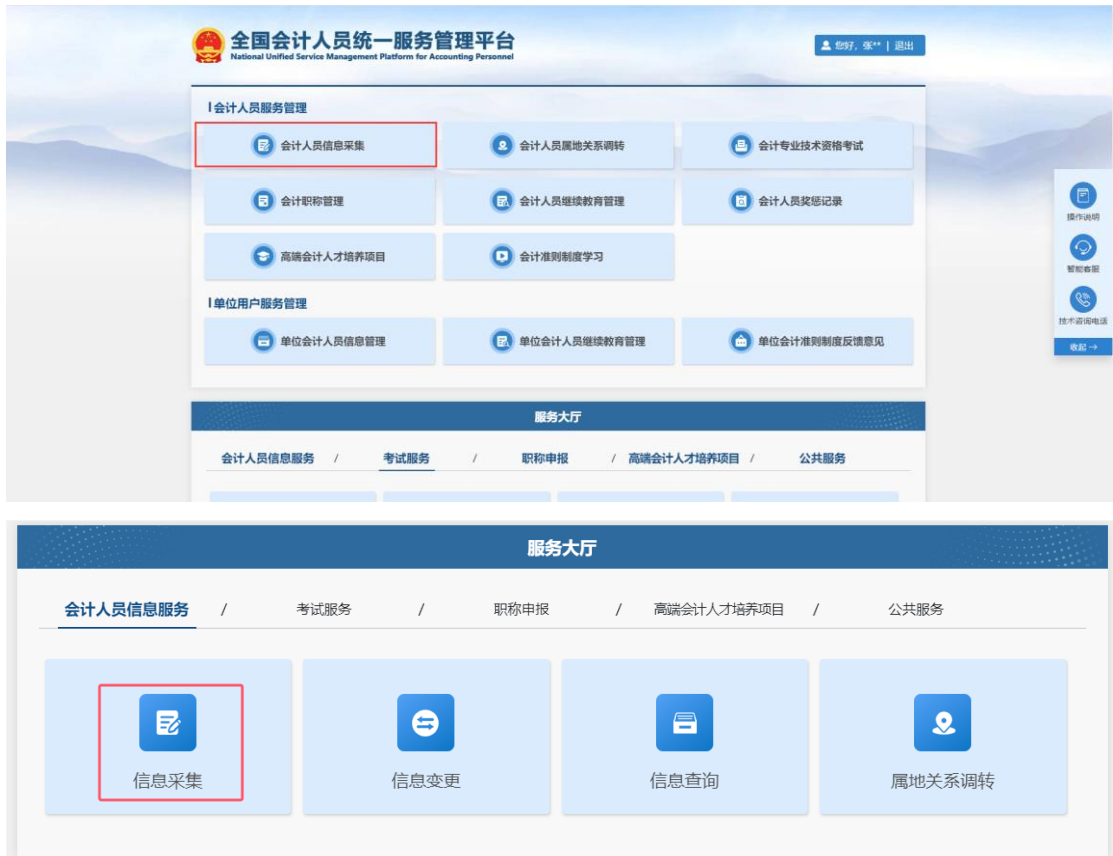 全国会计人员统一服务管理平台
National Unified Service Management Platform for Accounting Personnel
您好，张** | 退出
会计人员服务管理
会计人员信息采集 会计人员属地关系调转 会计专业技术资格考试
会计职称管理 会计人员继续教育管理 会计人员奖惩记录
高端会计人才培养项目 会计准则制度学习
单位用户服务管理
单位会计人员信息管理 单位会计人员继续教育管理 单位会计准则制度反馈意见
操作说明
智能客服
技术咨询电话
收起→
服务大厅
会计人员信息服务 / 考试服务 / 职称申报 / 高端会计人才培养项目 / 公共服务
服务大厅
会计人员信息服务 / 考试服务 / 职称申报 / 高端会计人才培养项目 / 公共服务
信息采集 信息变更 信息查询 属地关系调转